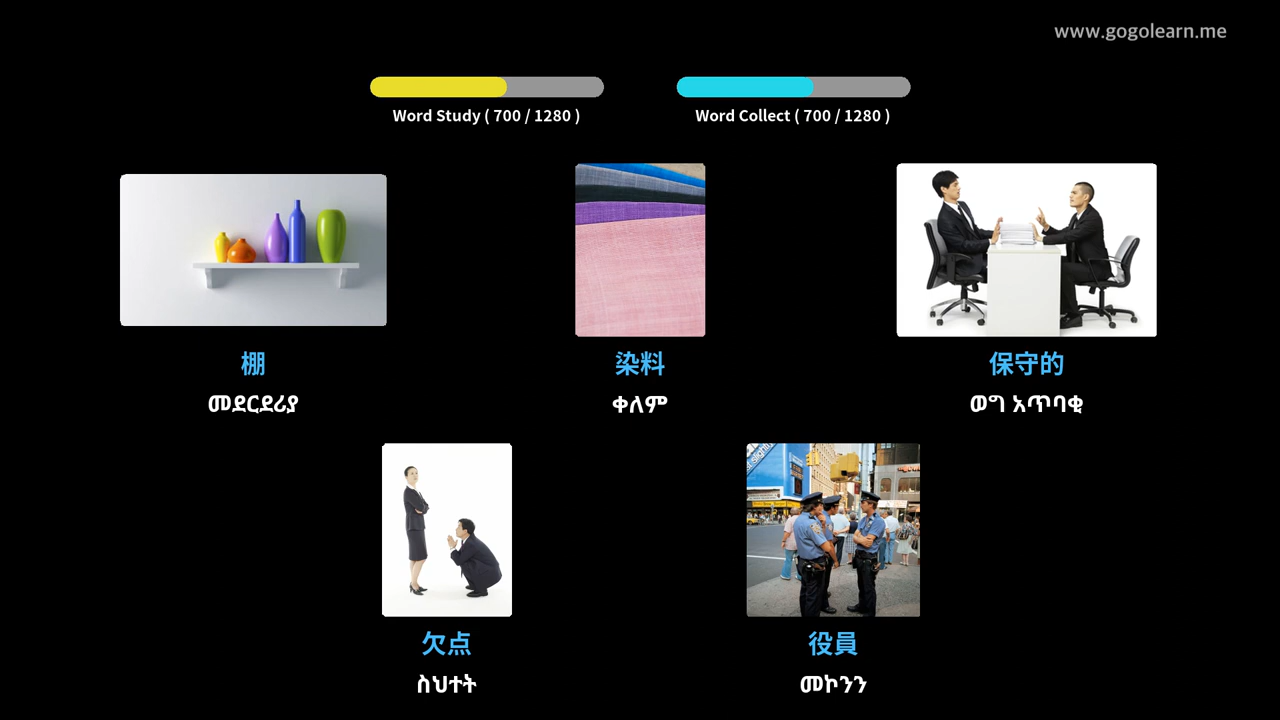 www.gogolearn.me
Word Study ( 700 / 1280 )
Word Collect ( 700 / 1280 )
棚
መደርደሪያ
染料
ቀለም
保守的
ወግ አጥባቂ
欠点
ስህተት
役員
መኮንን